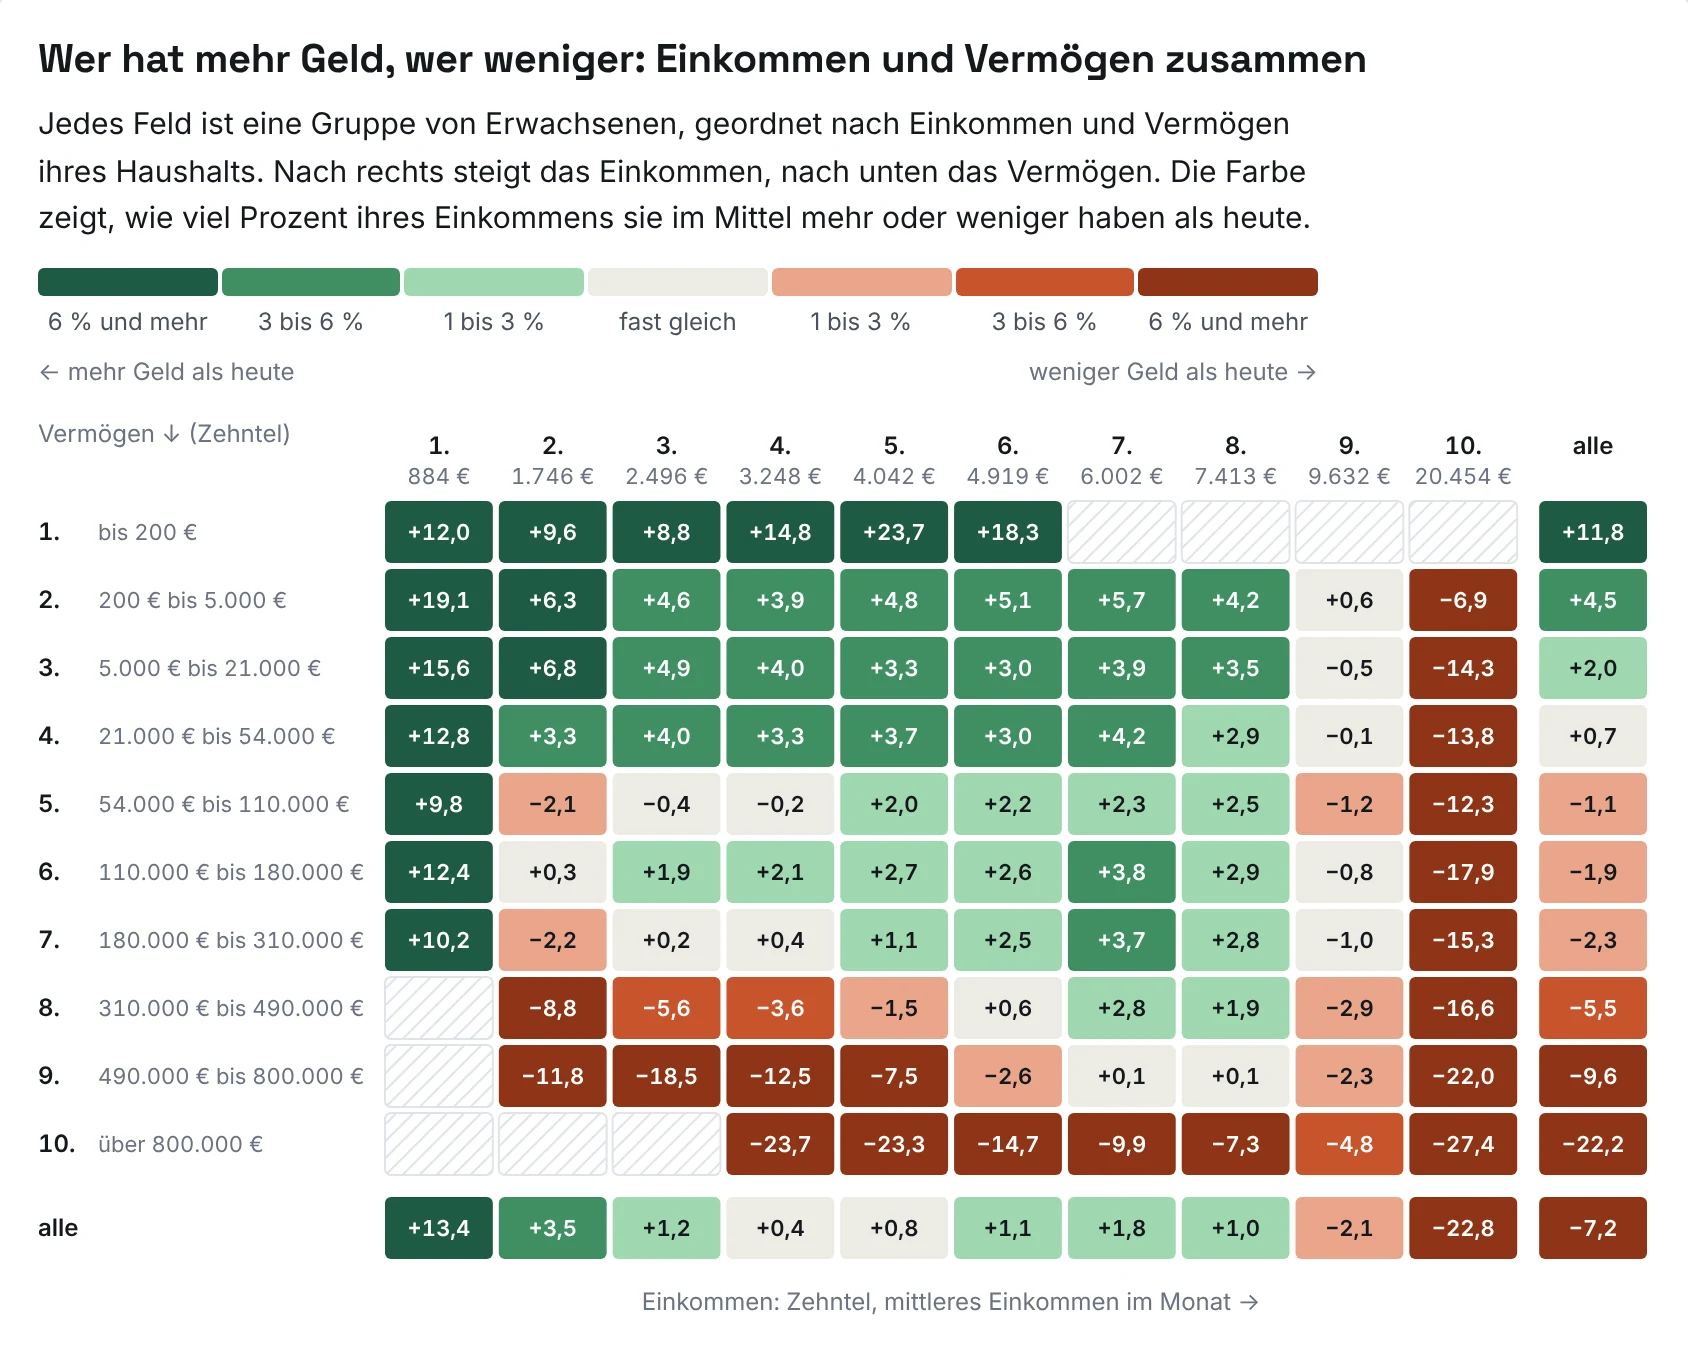 Wer hat mehr Geld, wer weniger: Einkommen und Vermögen zusammen
Jedes Feld ist eine Gruppe von Erwachsenen, geordnet nach Einkommen und Vermögen
ihres Haushalts. Nach rechts steigt das Einkommen, nach unten das Vermögen. Die Farbe
zeigt, wie viel Prozent ihres Einkommens sie im Mittel mehr oder weniger haben als heute.
6 % und mehr 3 bis 6 % 1 bis 3 % fast gleich 1 bis 3 % 3 bis 6 % 6 % und mehr
← mehr Geld als heute weniger Geld als heute →
Vermögen ↓ (Zehntel)
1. 2. 3. 4. 5. 6. 7. 8. 9. 10. alle
884 € 1.746 € 2.496 € 3.248 € 4.042 € 4.919 € 6.002 € 7.413 € 9.632 € 20.454 €
1. bis 200 € +12,0 +9,6 +8,8 +14,8 +23,7 +18,3 +11,8
2. 200 € bis 5.000 € +19,1 +6,3 +4,6 +3,9 +4,8 +5,1 +5,7 +4,2 +0,6 −6,9 +4,5
3. 5.000 € bis 21.000 € +15,6 +6,8 +4,9 +4,0 +3,3 +3,0 +3,9 +3,5 −0,5 −14,3 +2,0
4. 21.000 € bis 54.000 € +12,8 +3,3 +4,0 +3,3 +3,7 +3,0 +4,2 +2,9 −0,1 −13,8 +0,7
5. 54.000 € bis 110.000 € +9,8 −2,1 −0,4 −0,2 +2,0 +2,2 +2,3 +2,5 −1,2 −12,3 −1,1
6. 110.000 € bis 180.000 € +12,4 +0,3 +1,9 +2,1 +2,7 +2,6 +3,8 +2,9 −0,8 −17,9 −1,9
7. 180.000 € bis 310.000 € +10,2 −2,2 +0,2 +0,4 +1,1 +2,5 +3,7 +2,8 −1,0 −15,3 −2,3
8. 310.000 € bis 490.000 € −8,8 −5,6 −3,6 −1,5 +0,6 +2,8 +1,9 −2,9 −16,6 −5,5
9. 490.000 € bis 800.000 € −11,8 −18,5 −12,5 −7,5 −2,6 +0,1 +0,1 −2,3 −22,0 −9,6
10. über 800.000 € −23,7 −23,3 −14,7 −9,9 −7,3 −4,8 −27,4 −22,2
alle +13,4 +3,5 +1,2 +0,4 +0,8 +1,1 +1,8 +1,0 −2,1 −22,8 −7,2
Einkommen: Zehntel, mittleres Einkommen im Monat →